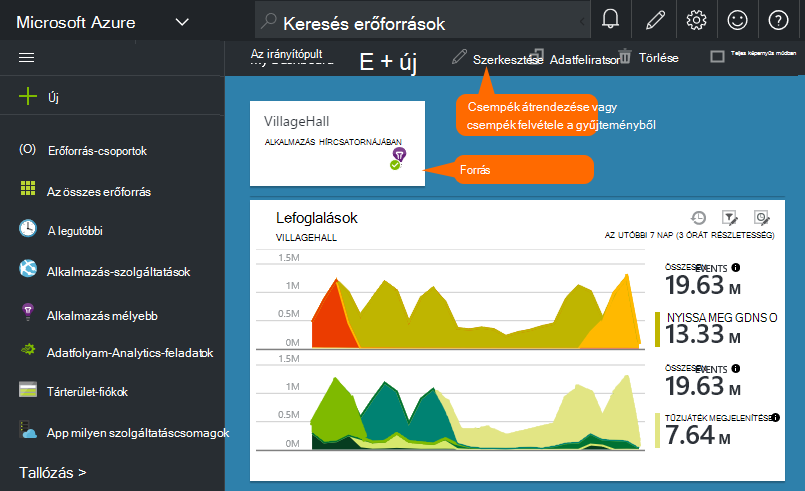 Microsoft Azure
Keresés erőforrások
Az irányítópult
My Dashboard
E + új
Szerkesztése
Adatfeliratsor
Törlése
Teljes képernyős módban
Új
Erőforrás-csoportok
Az összes erőforrás
A legutóbbi
Alkalmazás-szolgáltatások
Alkalmazás mélyebb
Adatfolyam-Analytics-feladatok
Tárterület-fiókok
App milyen szolgáltatáscsomagok
Tallózás >
Csempék átrendezése vagy
csempék felvétele a gyűjteményből
VillageHall
ALKALMAZÁS HÍRCSATORNÁJÁBAN
Forrás
Lefoglalások
VILLAGEHALL
AZ UTÓBBI 7 NAP (3 ÓRÁT RÉSZLETESSÉG)
1.5M
1M
0.5M
0M
ÖSSZESEN EVENTS
19.63 M
NYISSA MEG GDNS O
13.33 M
1.5M
1M
0.5M
0M
ÖSSZESEN EVENTS
19.63 M
TŰZIJÁTÉK MEGJELENÍTÉSE
7.64 M